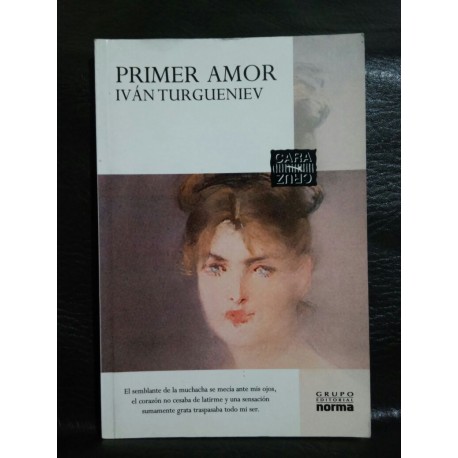 PRIMER AMOR
IVÁN TURGUENIEV
CARA
CRUZ
El semblante de la muchacha se mecía ante mis ojos,
el corazón no cesaba de latirme y una sensación
sumamente grata traspasaba todo mi ser.
GRUPO
EDITORIAL
norma